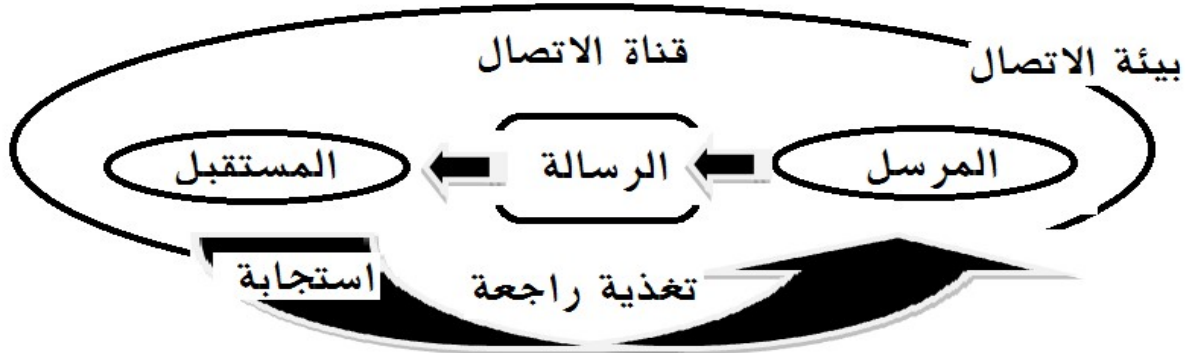 قناة الاتصال
بيئة الاتصال
المرسل
الرسالة
المستقبل
استجابة
تغذية راجعة